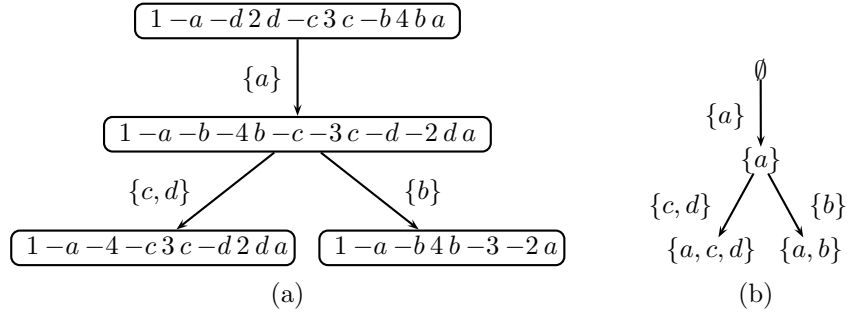 1 −a −d 2 d −c 3 c −b 4 b a
{a}
∅
{a}
1 −a −b −4 b −c −3 c −d −2 d a
{a}
{c, d}
{b}
{c, d}
{b}
1 −a −4 −c 3 c −d 2 d a
1 −a −b 4 b −3 −2 a
{a, c, d}
{a, b}
(a)
(b)